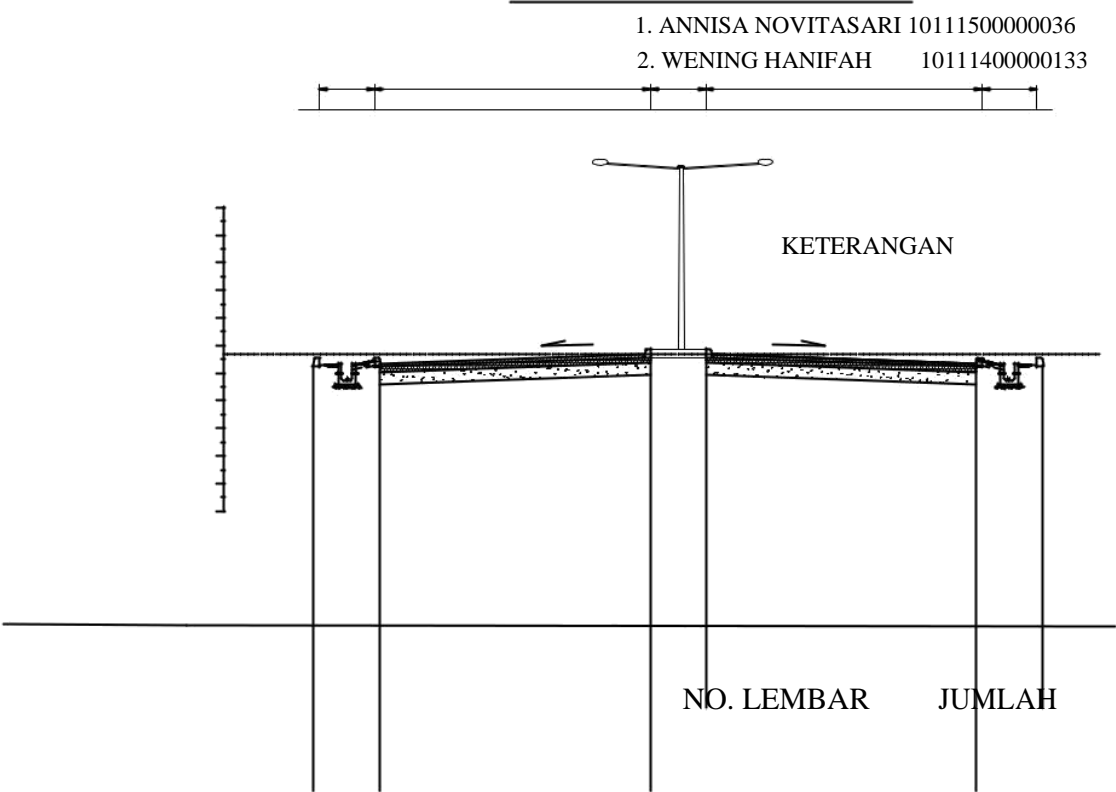 1. ANNISA NOVITASARI 10111500000036
2. WENING HANIFAH 10111400000133
KETERANGAN
NO. LEMBAR JUMLAH